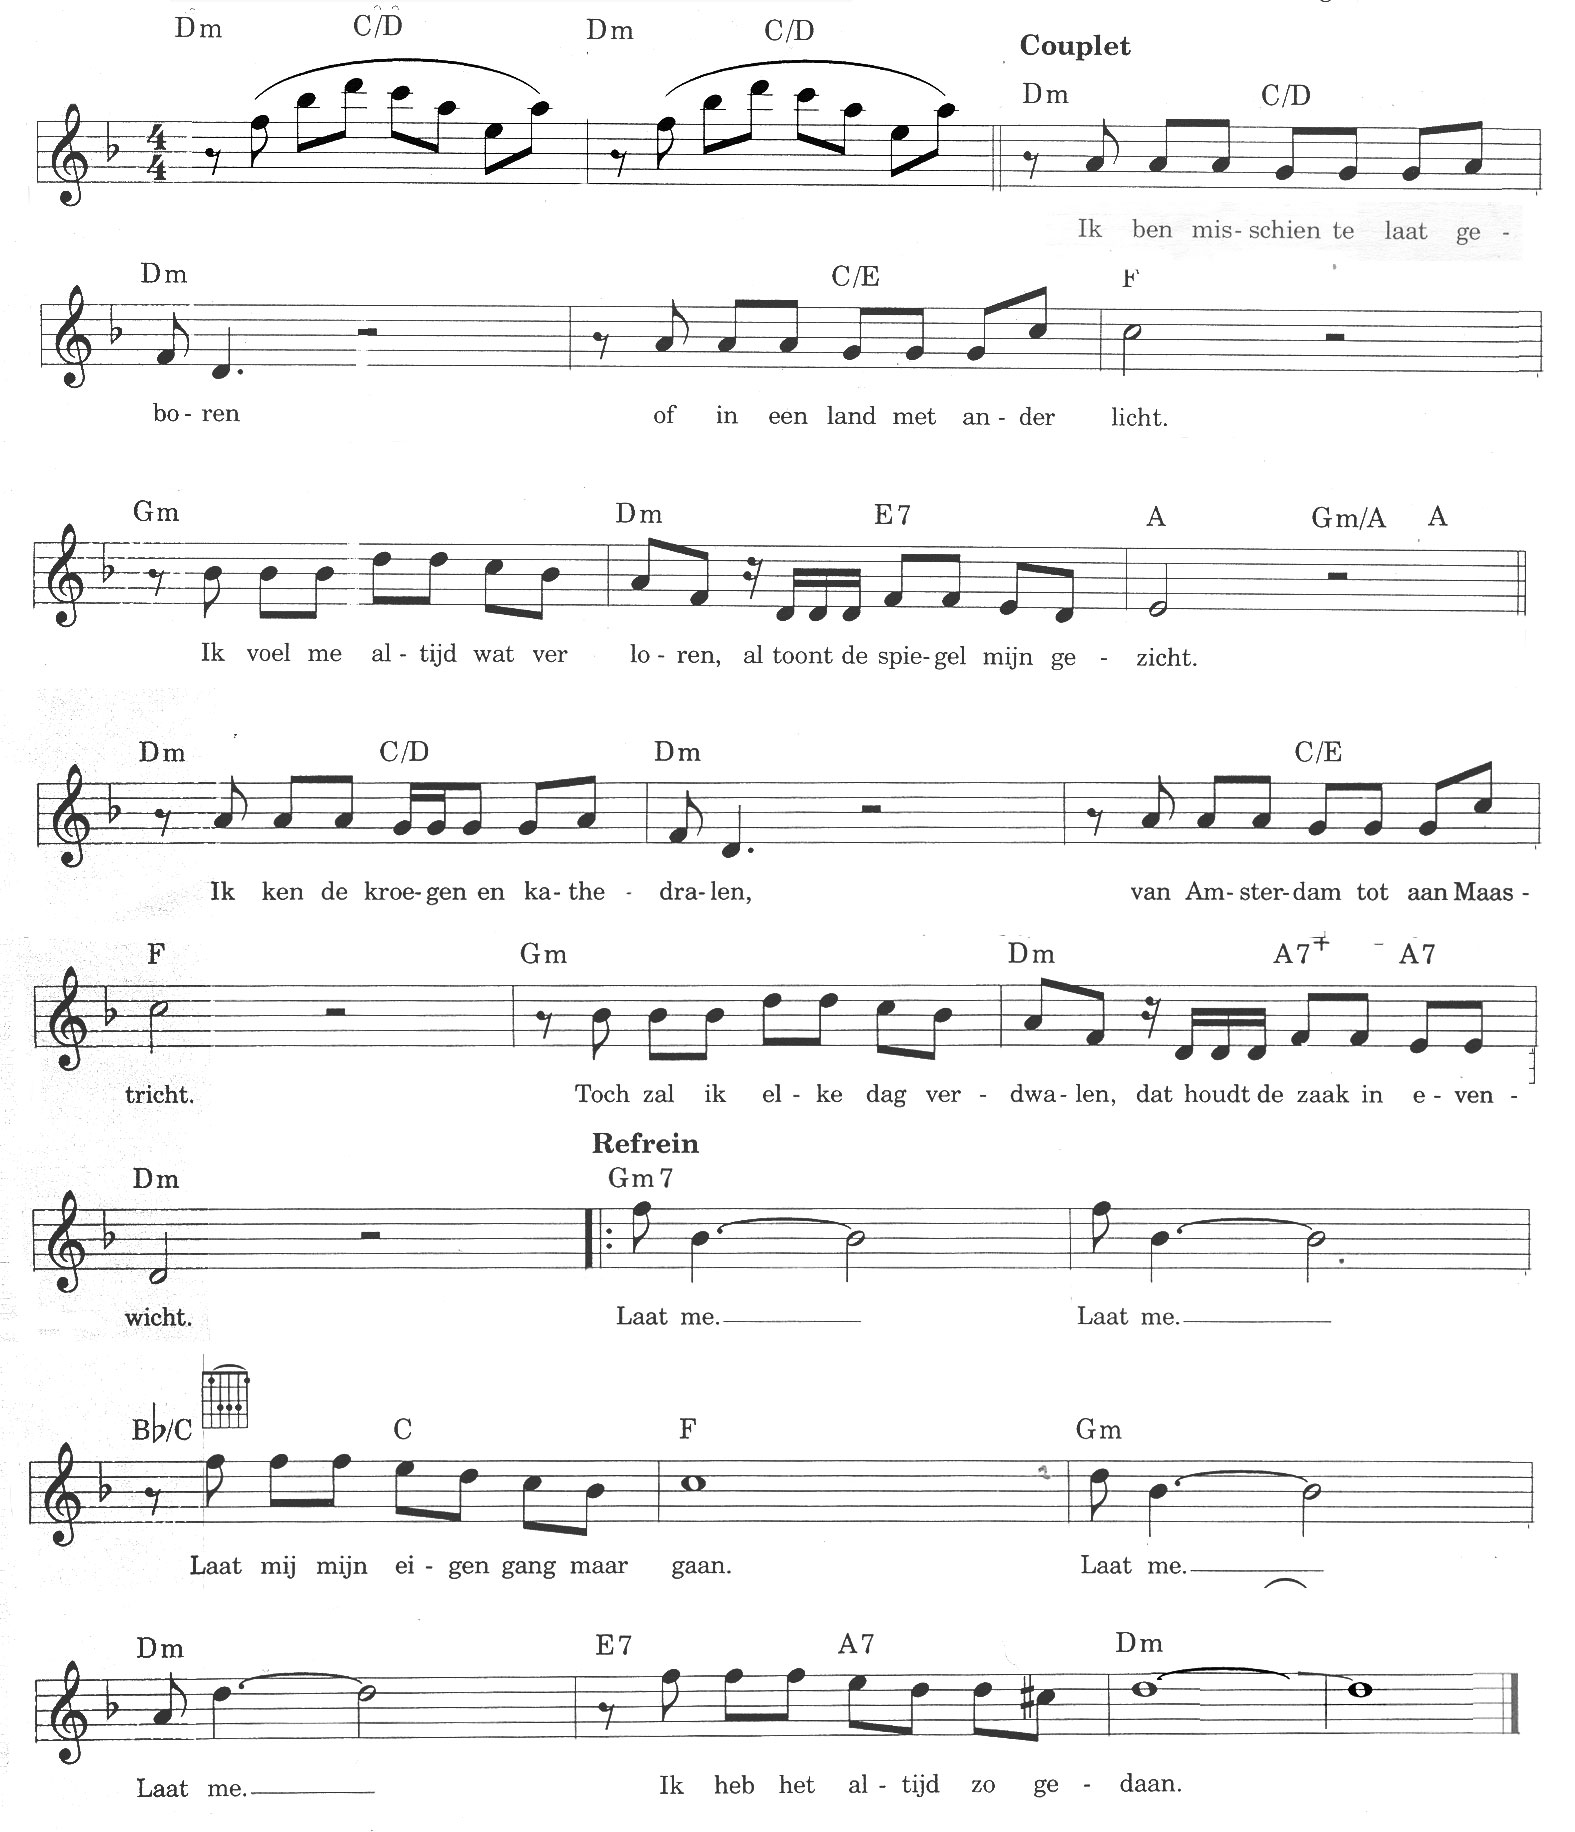 Dm C/D Dm C/D Couplet
Dm C/D
4
4
Ik ben mis- schien te laat ge -
Dm C/E F
bo - ren of in een land met an - der licht.
Gm Dm E7 A Gm/A A
Ik voel me al - tijd wat ver lo - ren, al toont de spie- gel mijn ge - zicht.
Dm C/D Dm C/E
Ik ken de kroe- gen en ka- the - dra- len, van Am- ster- dam tot aan Maas -
F Gm Dm A7+ A7
tricht. Toch zal ik el - ke dag ver - dwa - len, dat houdt de zaak in e - ven -
Refrein
Dm Gm7
wicht. Laat me. Laat me.
B♭/C C F Gm
Laat mij mijn ei - gen gang maar gaan. Laat me.
Dm E7 A7 Dm
Laat me. Ik heb het al - tijd zo ge - daan.